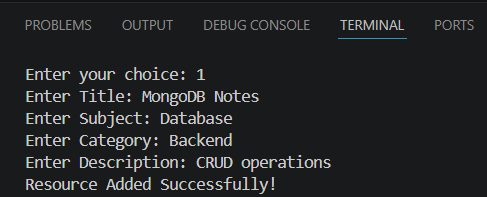 PROBLEMS OUTPUT DEBUG CONSOLE TERMINAL PORTS
Enter your choice: 1
Enter Title: MongoDB Notes
Enter Subject: Database
Enter Category: Backend
Enter Description: CRUD operations
Resource Added Successfully!